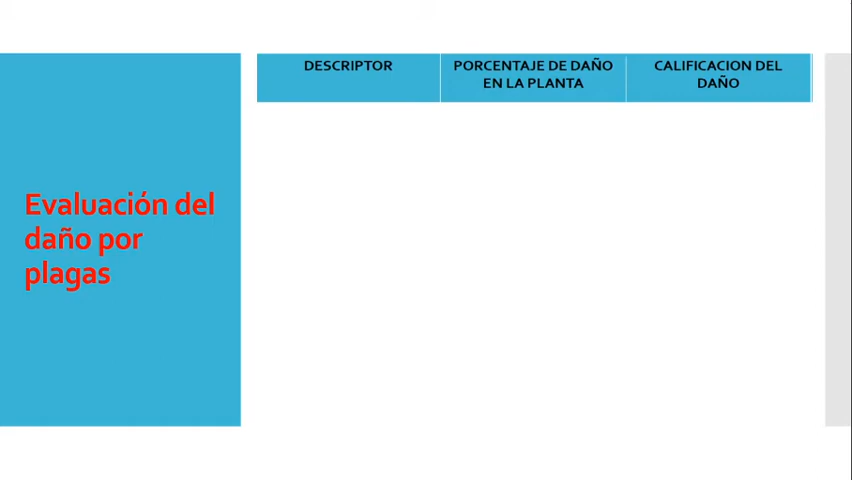 Evaluación del
daño por
plagas
DESCRIPTOR
PORCENTAJE DE DAÑO
EN LA PLANTA
CALIFICACION DEL
DAÑO